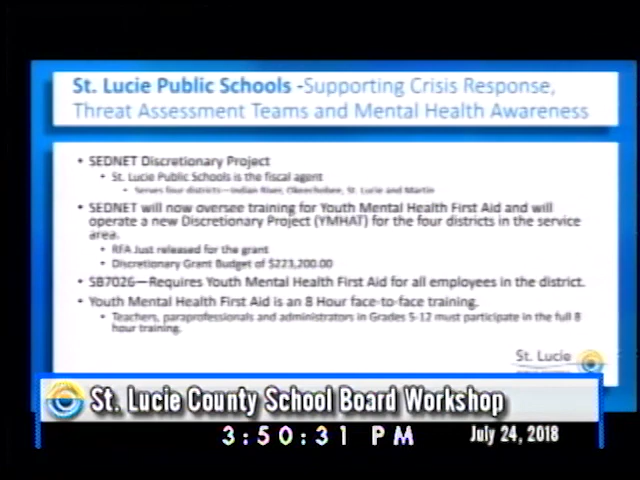 St. Lucie Public Schools -Supporting Crisis Response,
Threat Assessment Teams and Mental Health Awareness
• SEDNET Discretionary Project
• St. Lucie Public Schools is the fiscal agent
• Serves four districts—Indian River, Okeechobee, St. Lucie and Martin
• SEDNET will now oversee training for Youth Mental Health First Aid and will
operate a new Discretionary Project (YMHAT) for the four districts in the service
area.
• RFA Just released for the grant
• Discretionary Grant Budget of $223,200.00
• SB7026—Requires Youth Mental Health First Aid for all employees in the district.
• Youth Mental Health First Aid is an 8 Hour face-to-face training.
• Teachers, paraprofessionals and administrators in Grades 5-12 must participate in the full 8
hour training.
St. Lucie
St. Lucie County School Board Workshop
3:50:31 PM
July 24, 2018